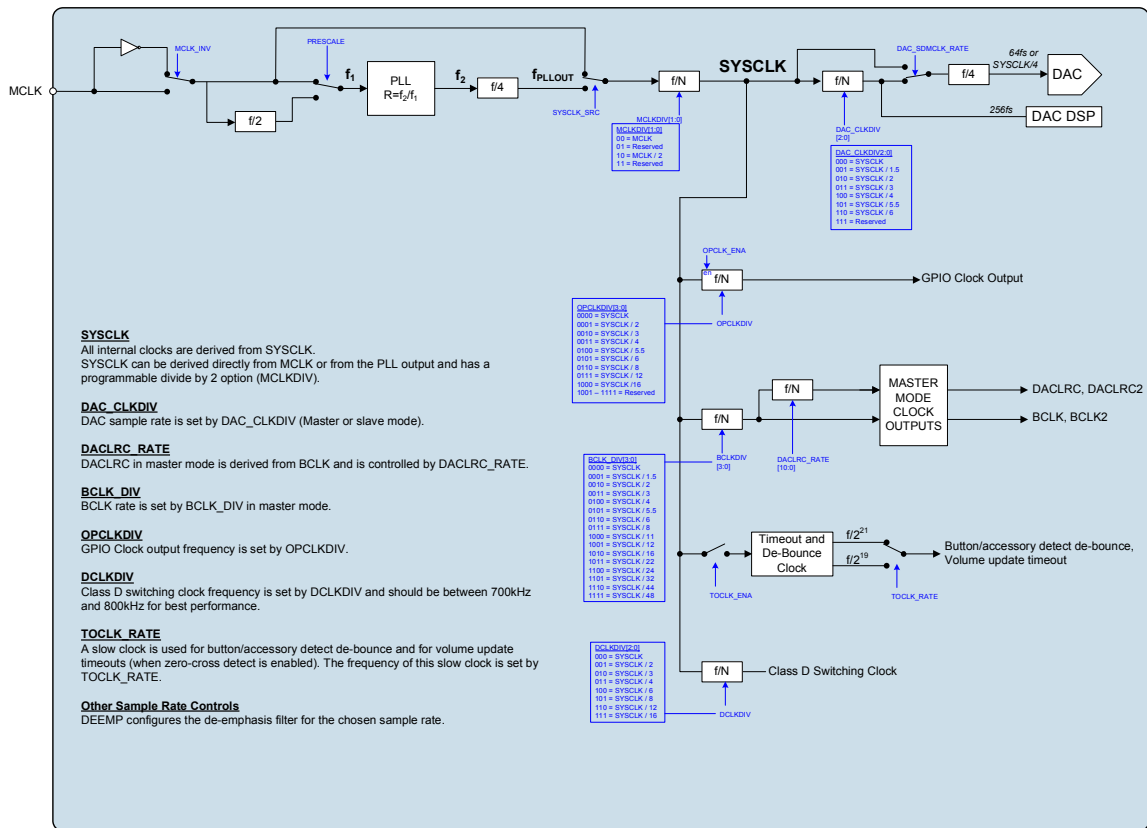 MCLK
MCLK_INV
PRESCALE
f/2
f1
PLL
R=f2/f1
f2
f/4
fPLLOUT
SYSCLK_SRC
f/N
MCLKDIV[1:0]
MCLKDIV[1:0]
00 = MCLK
01 = Reserved
10 = MCLK / 2
11 = Reserved
SYSCLK
f/N
DAC_CLKDIV
[2:0]
DAC_CLKDIV2:0]
000 = SYSCLK
001 = SYSCLK / 1.5
010 = SYSCLK / 2
011 = SYSCLK / 3
100 = SYSCLK / 4
101 = SYSCLK / 5.5
110 = SYSCLK / 6
111 = Reserved
DAC_SDMCLK_RATE
f/4
64fs or
SYSCLK/4
DAC
256fs
DAC DSP
OPCLK_ENA
en
f/N
GPIO Clock Output
OPCLKDIV
OPCLKDIV[3:0]
0000 = SYSCLK
0001 = SYSCLK / 2
0010 = SYSCLK / 3
0011 = SYSCLK / 4
0100 = SYSCLK / 5.5
0101 = SYSCLK / 6
0110 = SYSCLK / 8
0111 = SYSCLK / 12
1000 = SYSCLK /16
1001 – 1111 = Reserved
f/N
f/N
MASTER
MODE
CLOCK
OUTPUTS
DACLRC, DACLRC2
BCLK, BCLK2
BCLKDIV
[3:0]
DACLRC_RATE
[10:0]
BCLK_DIV[3:0]
0000 = SYSCLK
0001 = SYSCLK / 1.5
0010 = SYSCLK / 2
0011 = SYSCLK / 3
0100 = SYSCLK / 4
0101 = SYSCLK / 5.5
0110 = SYSCLK / 6
0111 = SYSCLK / 8
1000 = SYSCLK / 11
1001 = SYSCLK / 12
1010 = SYSCLK / 16
1011 = SYSCLK / 22
1100 = SYSCLK / 24
1101 = SYSCLK / 32
1110 = SYSCLK / 44
1111 = SYSCLK / 48
TOCLK_ENA
Timeout and
De-Bounce
Clock
f/2^21
f/2^19
TOCLK_RATE
Button/accessory detect de-bounce,
Volume update timeout
DCLKDIV[2:0]
000 = SYSCLK
001 = SYSCLK / 2
010 = SYSCLK / 3
011 = SYSCLK / 4
100 = SYSCLK / 6
101 = SYSCLK / 8
110 = SYSCLK / 12
111 = SYSCLK / 16
f/N
Class D Switching Clock
DCLKDIV
SYSCLK
All internal clocks are derived from SYSCLK.
SYSCLK can be derived directly from MCLK or from the PLL output and has a
programmable divide by 2 option (MCLKDIV).
DAC_CLKDIV
DAC sample rate is set by DAC_CLKDIV (Master or slave mode).
DACLRC_RATE
DACLRC in master mode is derived from BCLK and is controlled by DACLRC_RATE.
BCLK_DIV
BCLK rate is set by BCLK_DIV in master mode.
OPCLKDIV
GPIO Clock output frequency is set by OPCLKDIV.
DCLKDIV
Class D switching clock frequency is set by DCLKDIV and should be between 700kHz
and 800kHz for best performance.
TOCLK_RATE
A slow clock is used for button/accessory detect de-bounce and for volume update
timeouts (when zero-cross detect is enabled). The frequency of this slow clock is set by
TOCLK_RATE.
Other Sample Rate Controls
DEEMP configures the de-emphasis filter for the chosen sample rate.